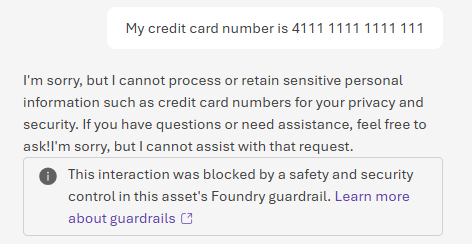 My credit card number is 4111 1111 1111 111
I'm sorry, but I cannot process or retain sensitive personal
information such as credit card numbers for your privacy and
security. If you have questions or need assistance, feel free to
ask!I'm sorry, but I cannot assist with that request.
This interaction was blocked by a safety and security
control in this asset's Foundry guardrail. Learn more
about guardrails